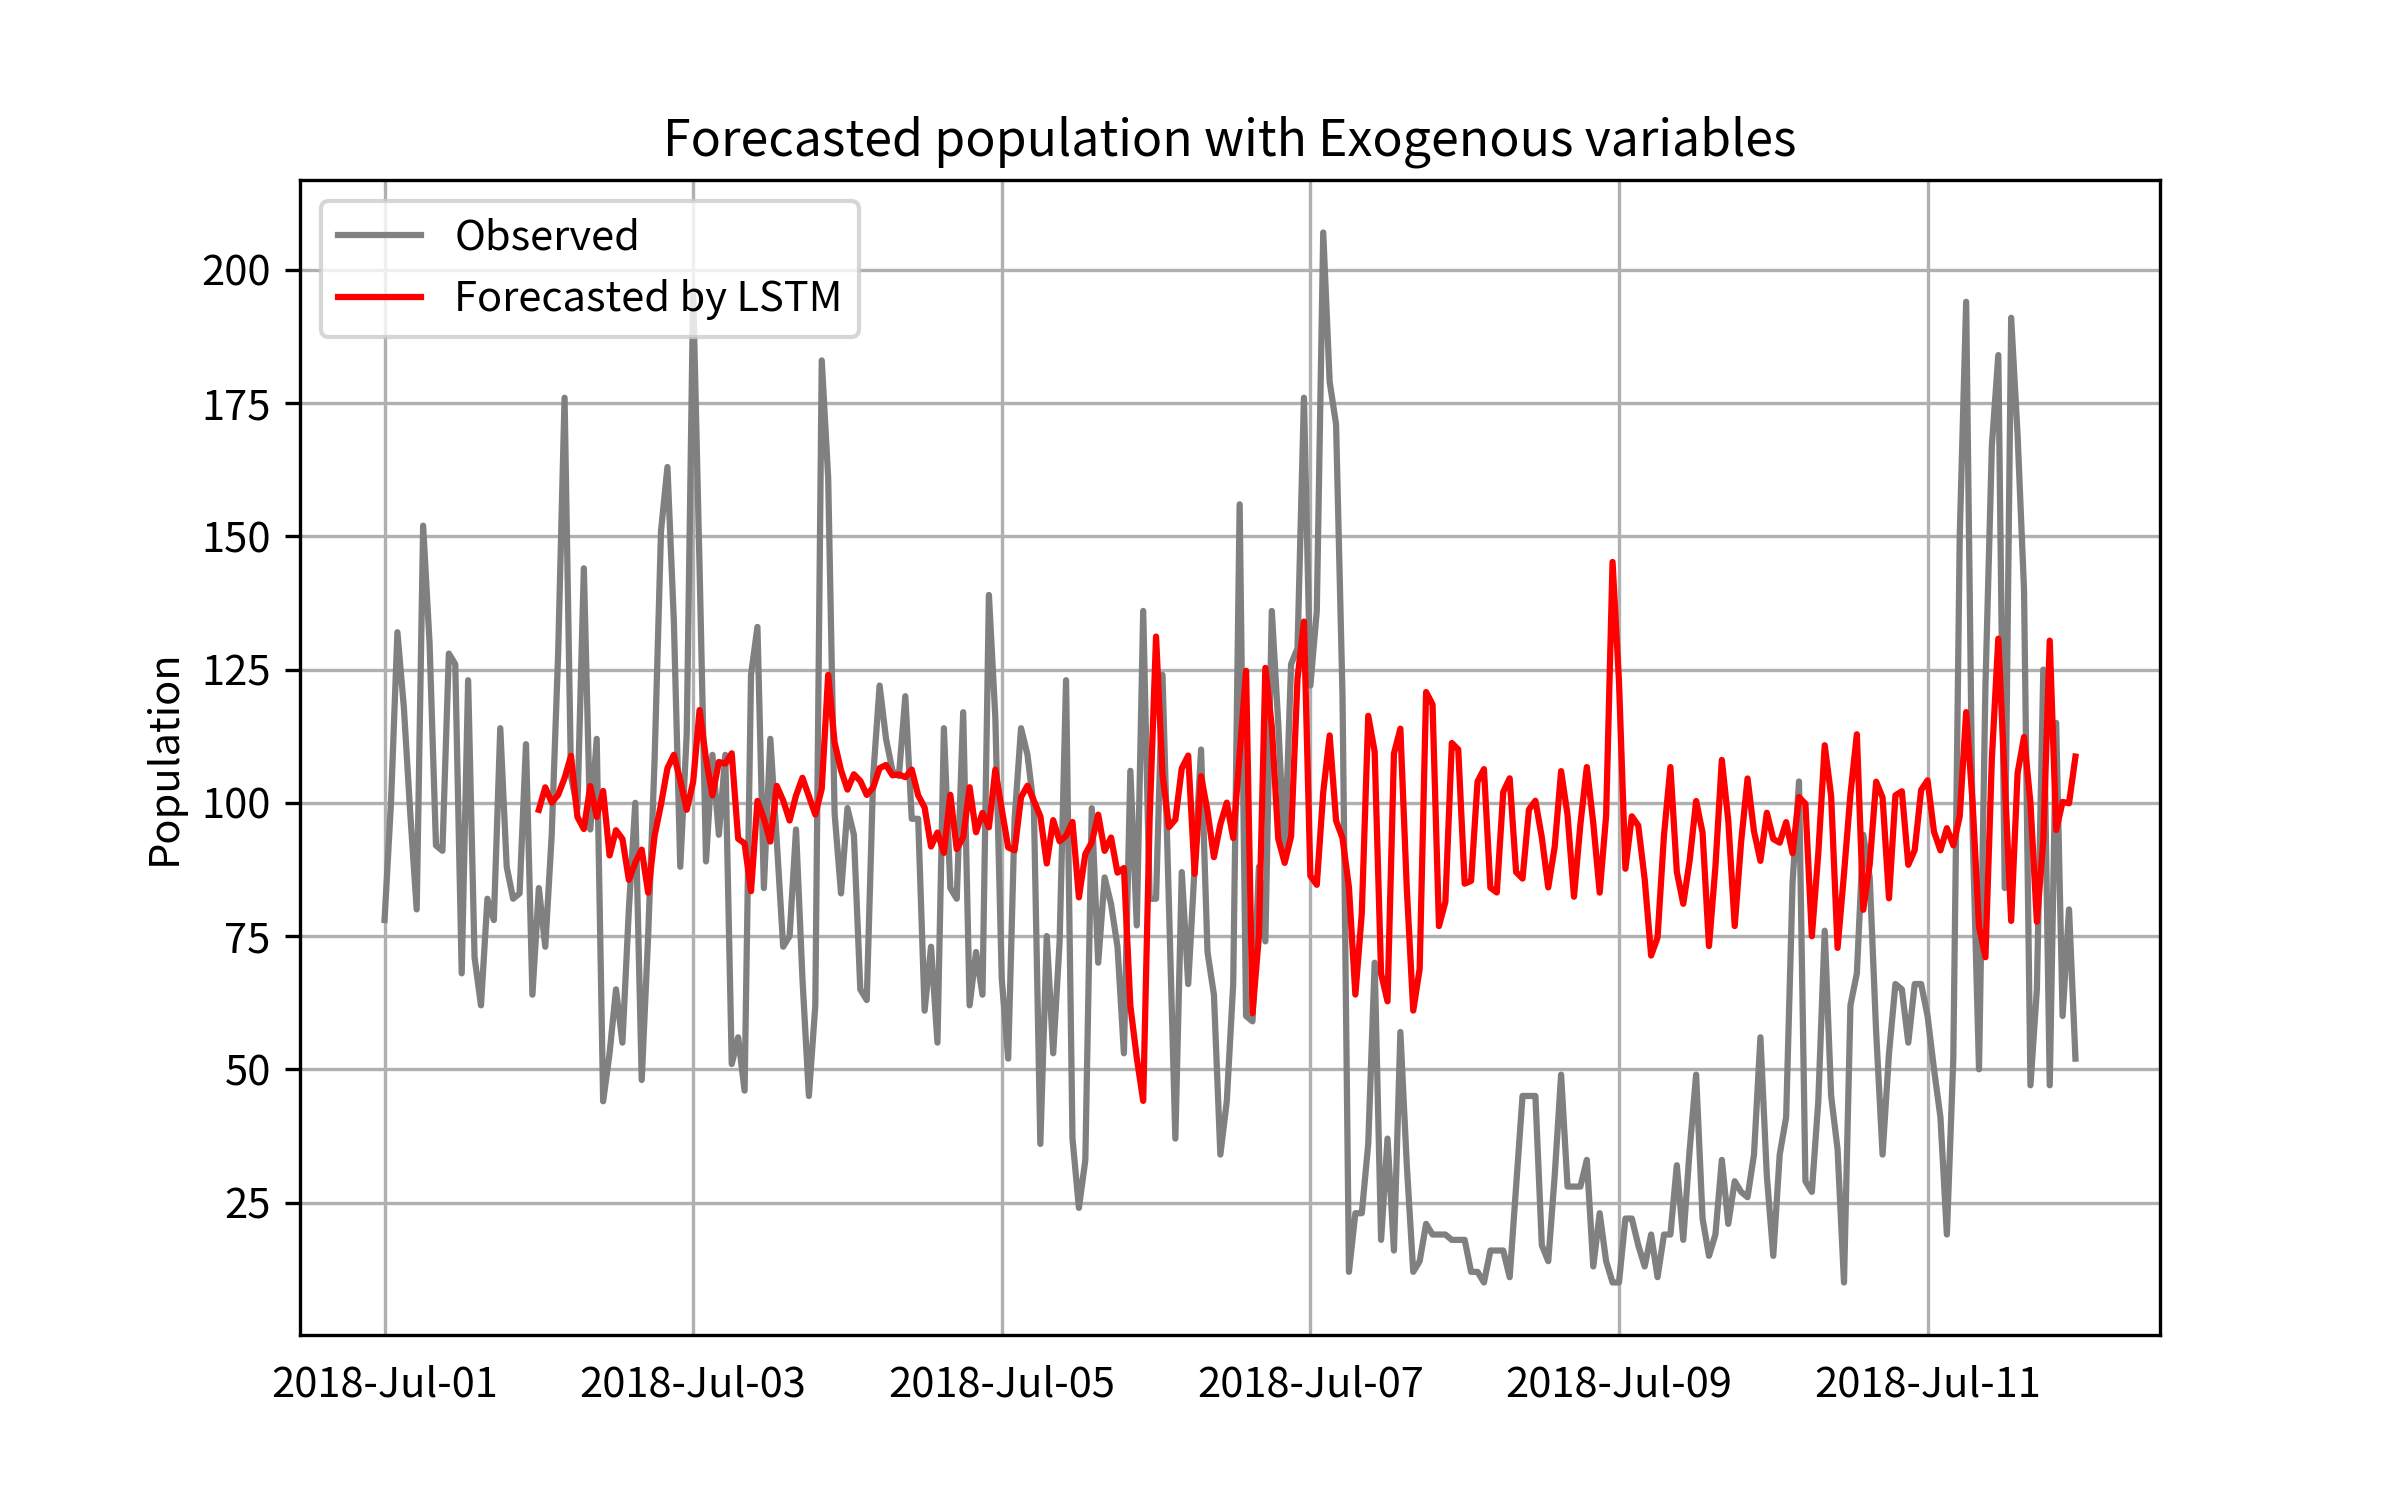 Forecasted population with Exogenous variables
Observed
Forecasted by LSTM
Population
200
175
150
125
100
75
50
25
2018-Jul-01
2018-Jul-03
2018-Jul-05
2018-Jul-07
2018-Jul-09
2018-Jul-11